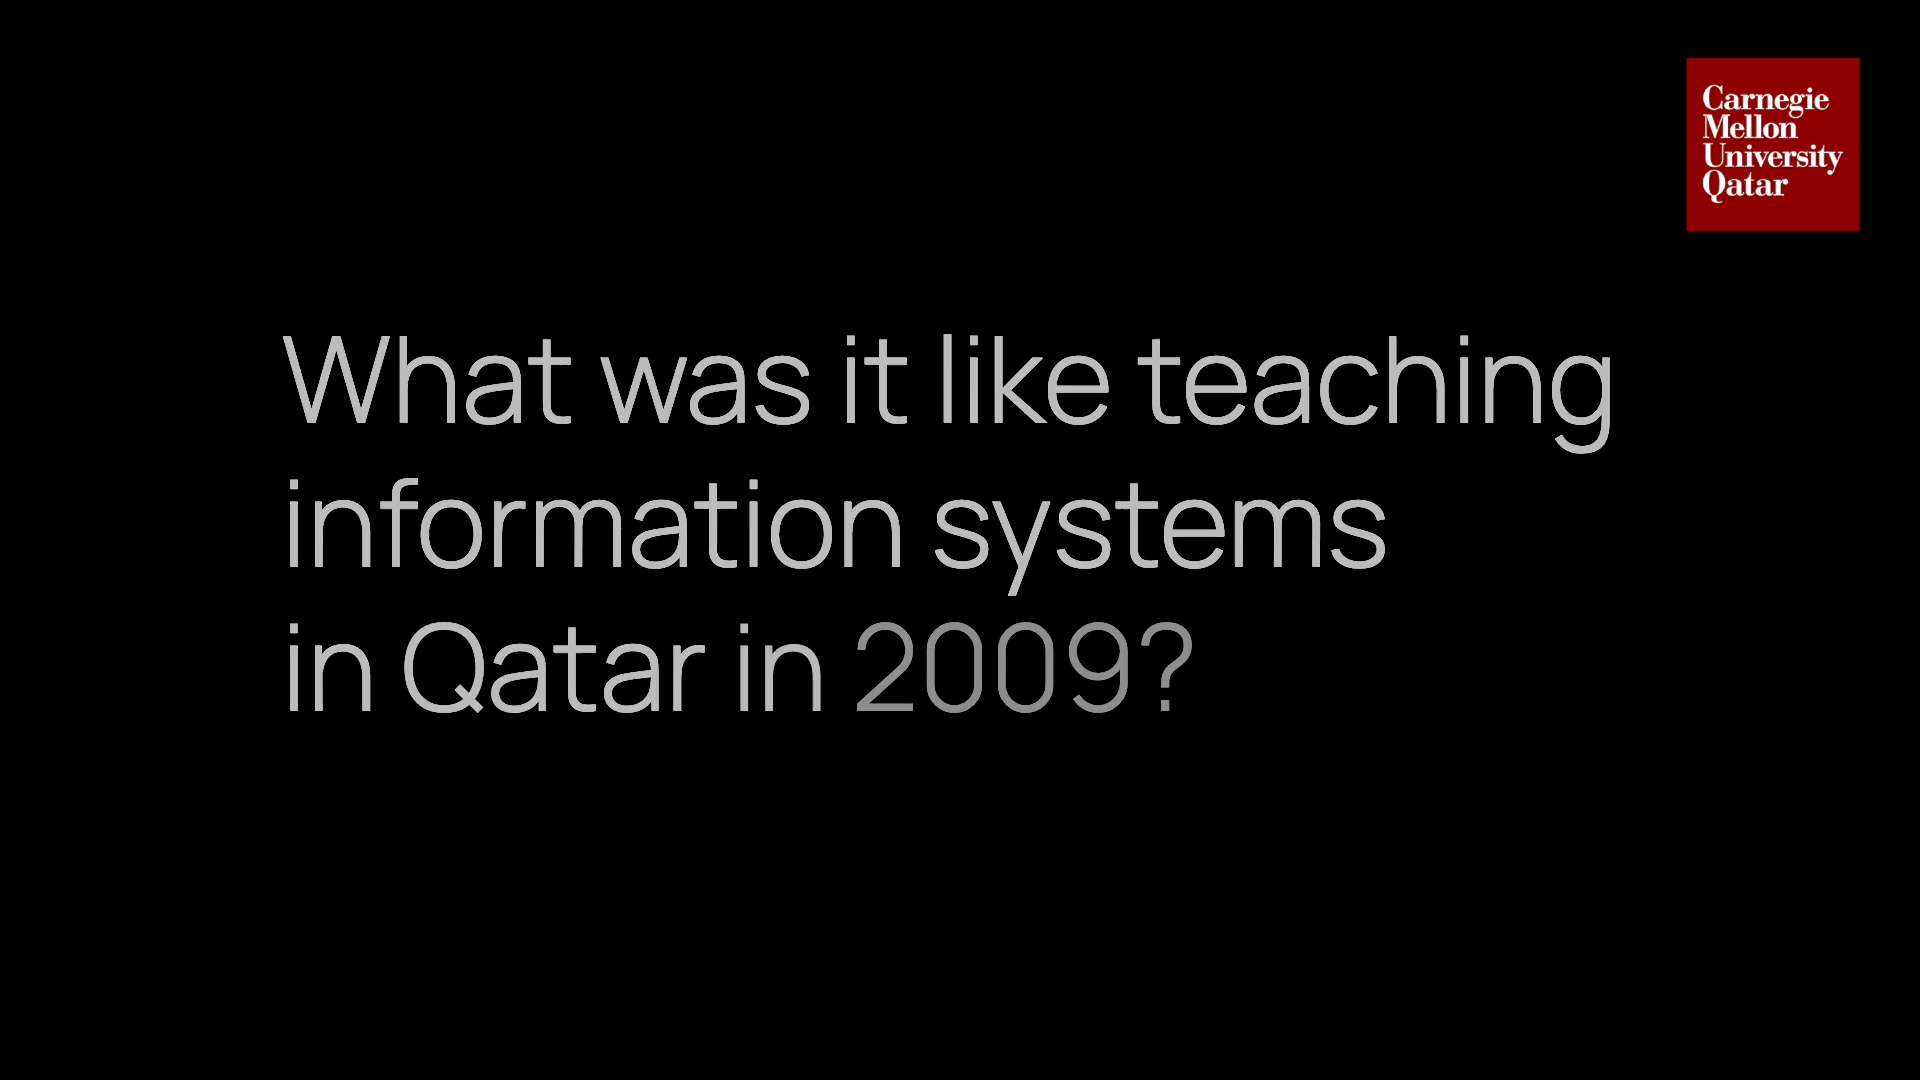 Carnegie
Mellon
University
Qatar
What was it like teaching
information systems
in Qatar in 2009?